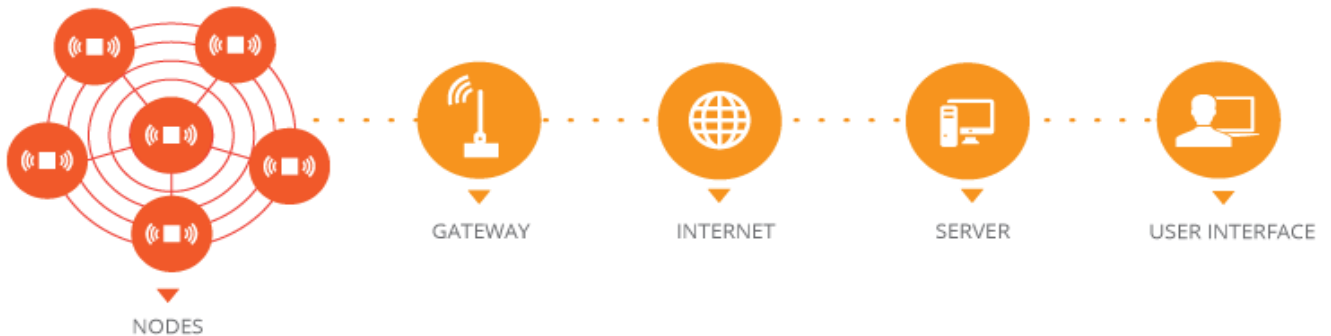 GATEWAY
INTERNET
SERVER
USER INTERFACE
NODES